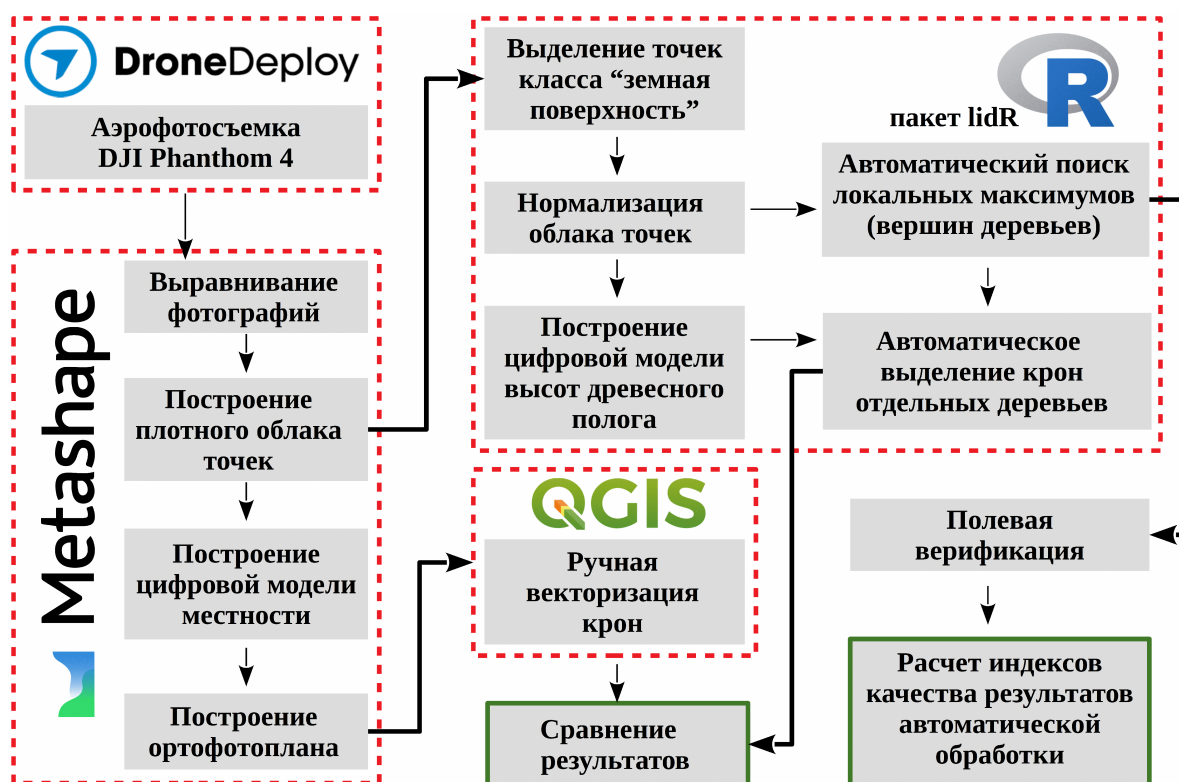 DroneDeploy
Аэрофотосъемка
DJI Phanthom 4
Metashape
Выравнивание
фотографий
Построение
плотного облака
точек
Построение
цифровой модели
местности
Построение
ортофотоплана
Выделение точек
класса “земная
поверхность”
Нормализация
облака точек
Построение
цифровой модели
высот древесного
полога
R
пакет lidR
Автоматический поиск
локальных максимумов
(вершин деревьев)
Автоматическое
выделение крон
отдельных деревьев
QGIS
Ручная
векторизация
крон
Сравнение
результатов
Полевая
верификация
Расчет индексов
качества результатов
автоматической
обработки